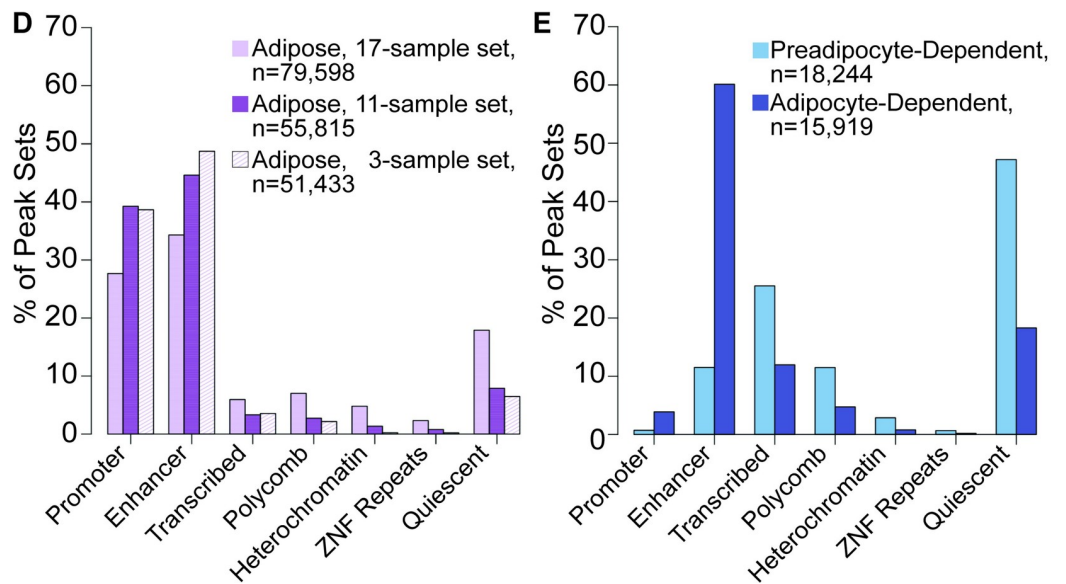 D
70
60
50
40
30
20
10
0
% of Peak Sets
Adipose, 17-sample set,
n=79,598
Adipose, 11-sample set,
n=55,815
Adipose, 3-sample set,
n=51,433
Promoter
Enhancer
Transcribed
Polycomb
Heterochromatin
ZNF Repeats
Quiescent
E
70
60
50
40
30
20
10
0
% of Peak Sets
Preadipocyte-Dependent,
n=18,244
Adipocyte-Dependent,
n=15,919
Promoter
Enhancer
Transcribed
Polycomb
Heterochromatin
ZNF Repeats
Quiescent